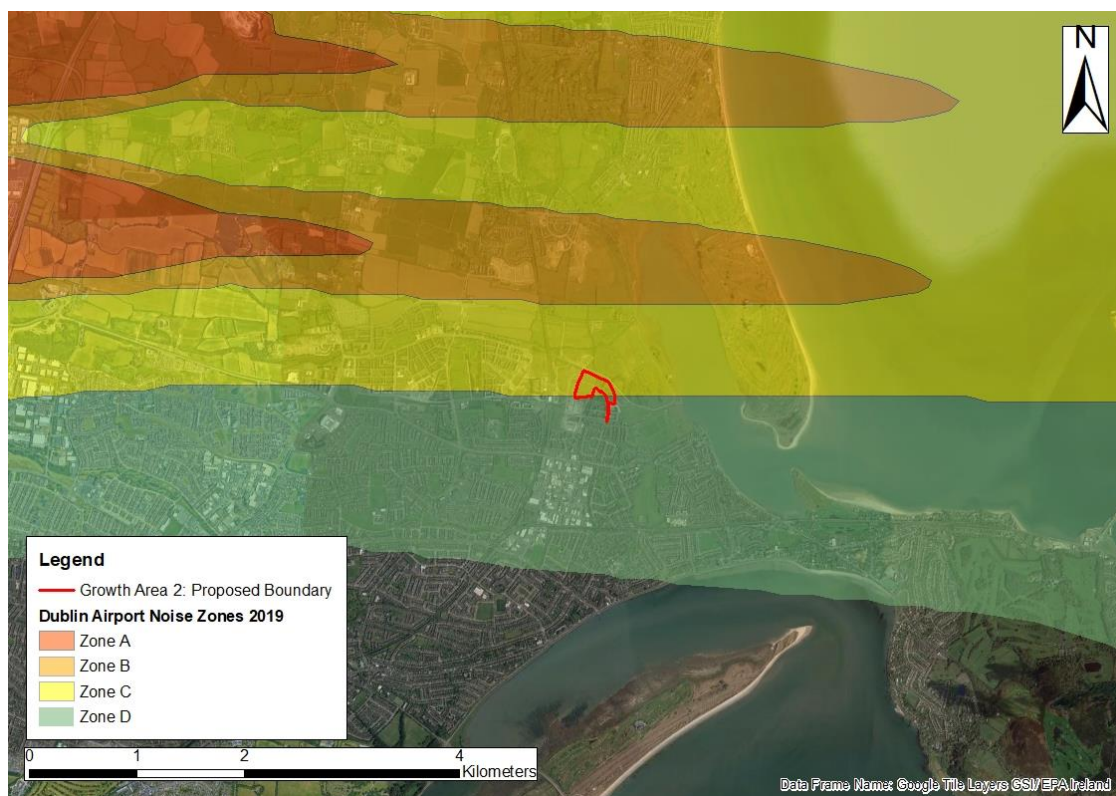 N
Legend
Growth Area 2: Proposed Boundary
Dublin Airport Noise Zones 2019
Zone A
Zone B
Zone C
Zone D
0 1 2 4
Kilometers
Data Frame Name: Google Tile Layers GSI/ EPA Ireland